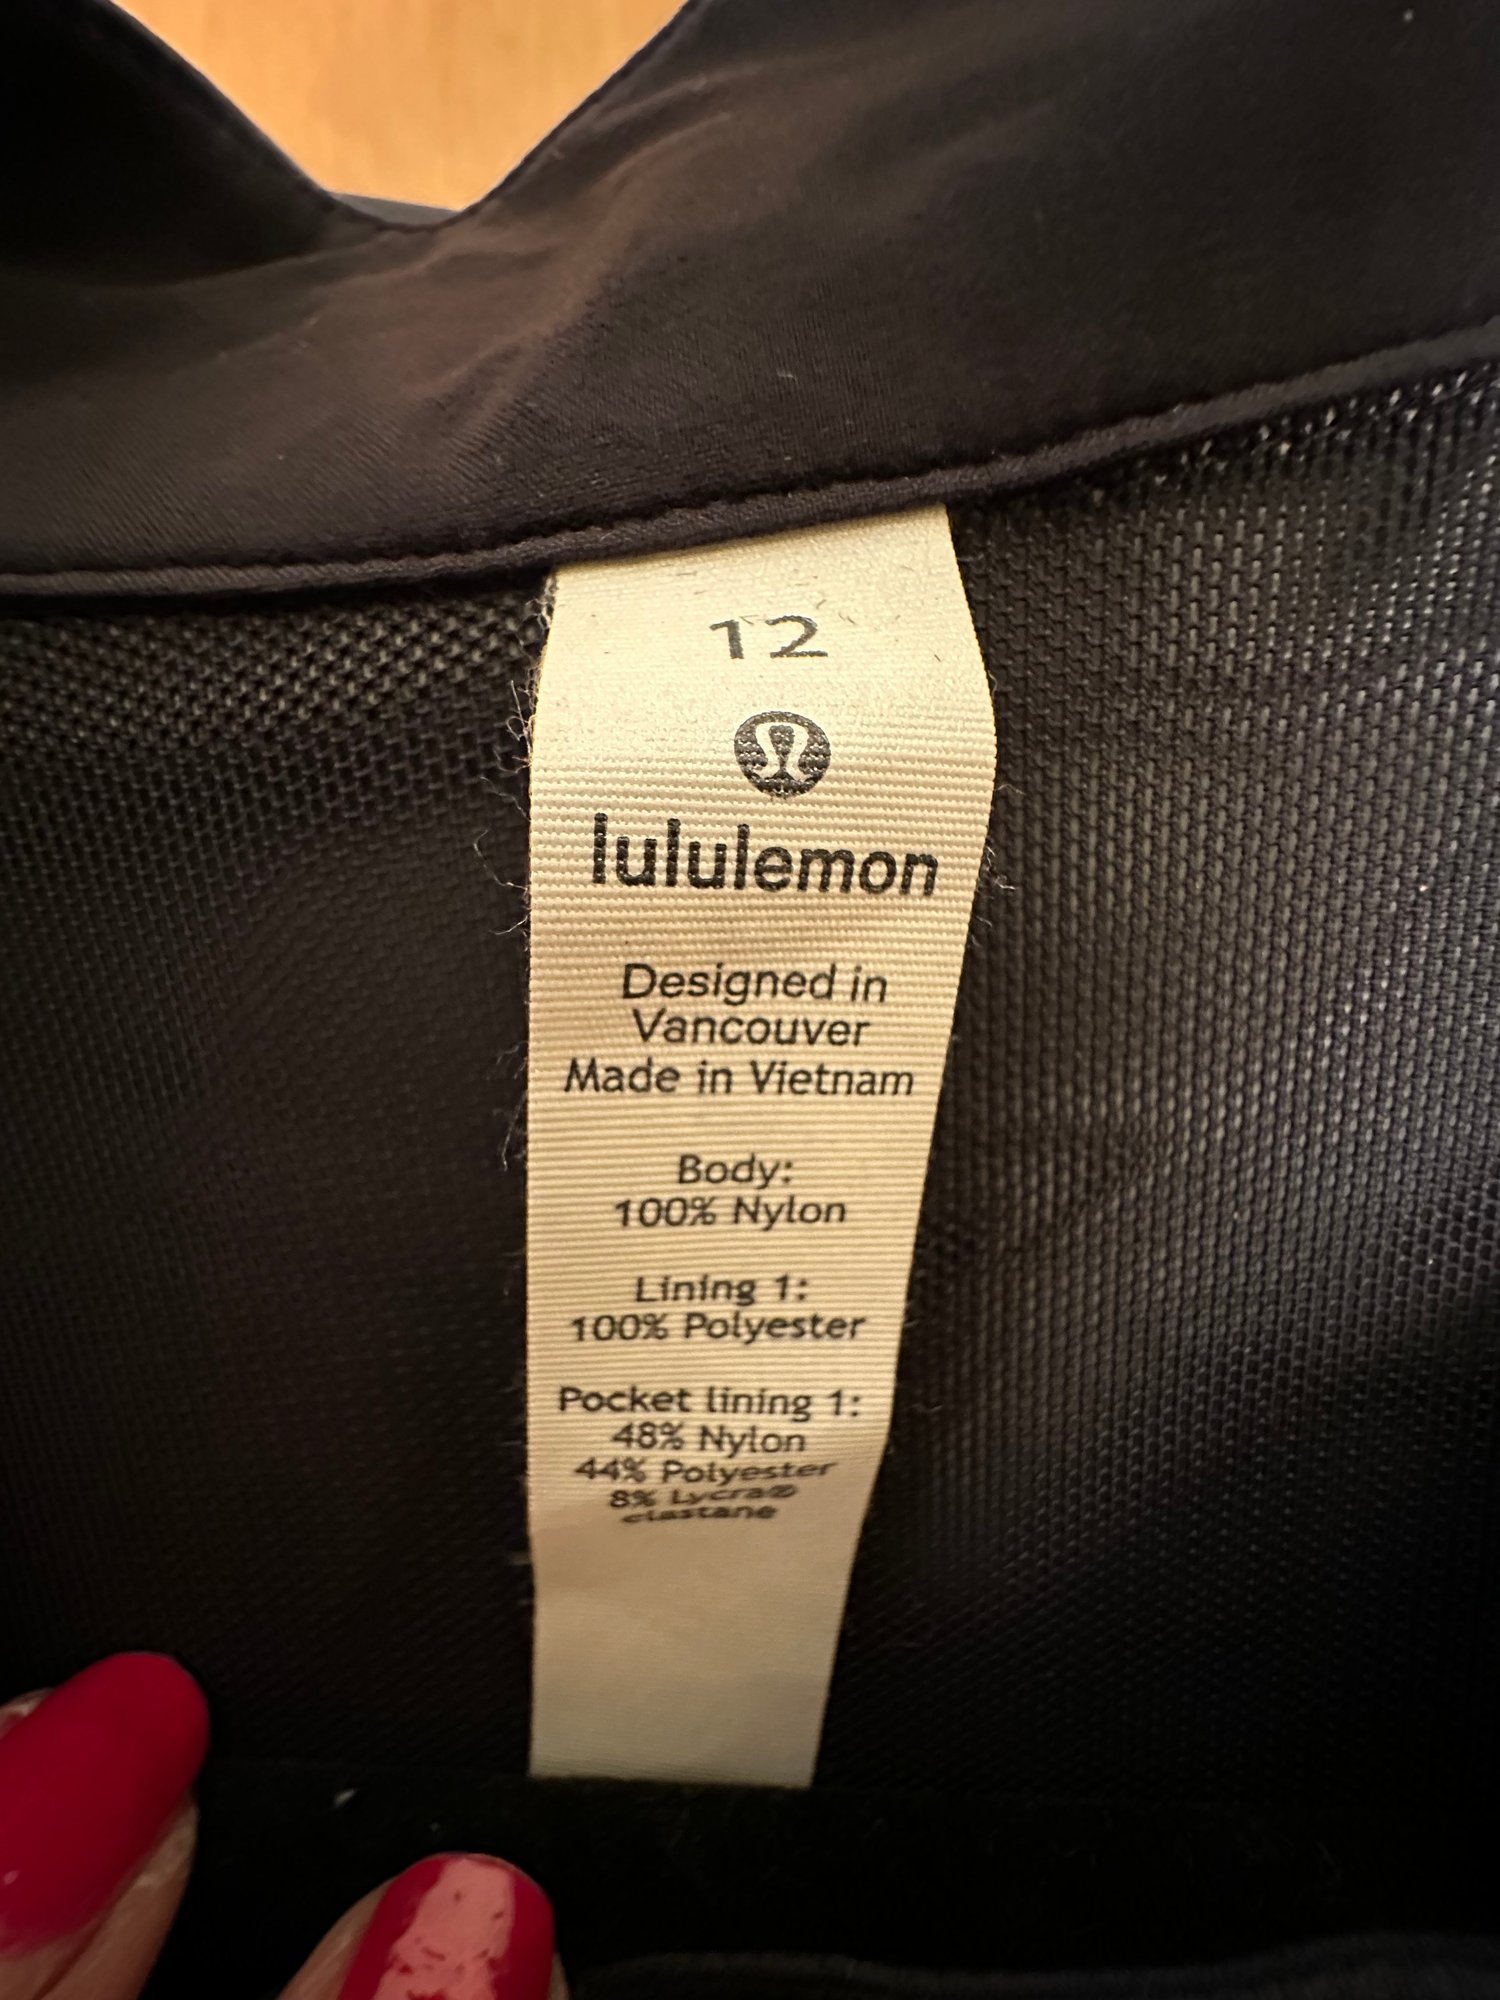 12
lululemon
Designed in
Vancouver
Made in Vietnam
Body:
100% Nylon
Lining 1:
100% Polyester
Pocket lining 1:
48% Nylon
44% Polyester
8% Lycra®
elastane